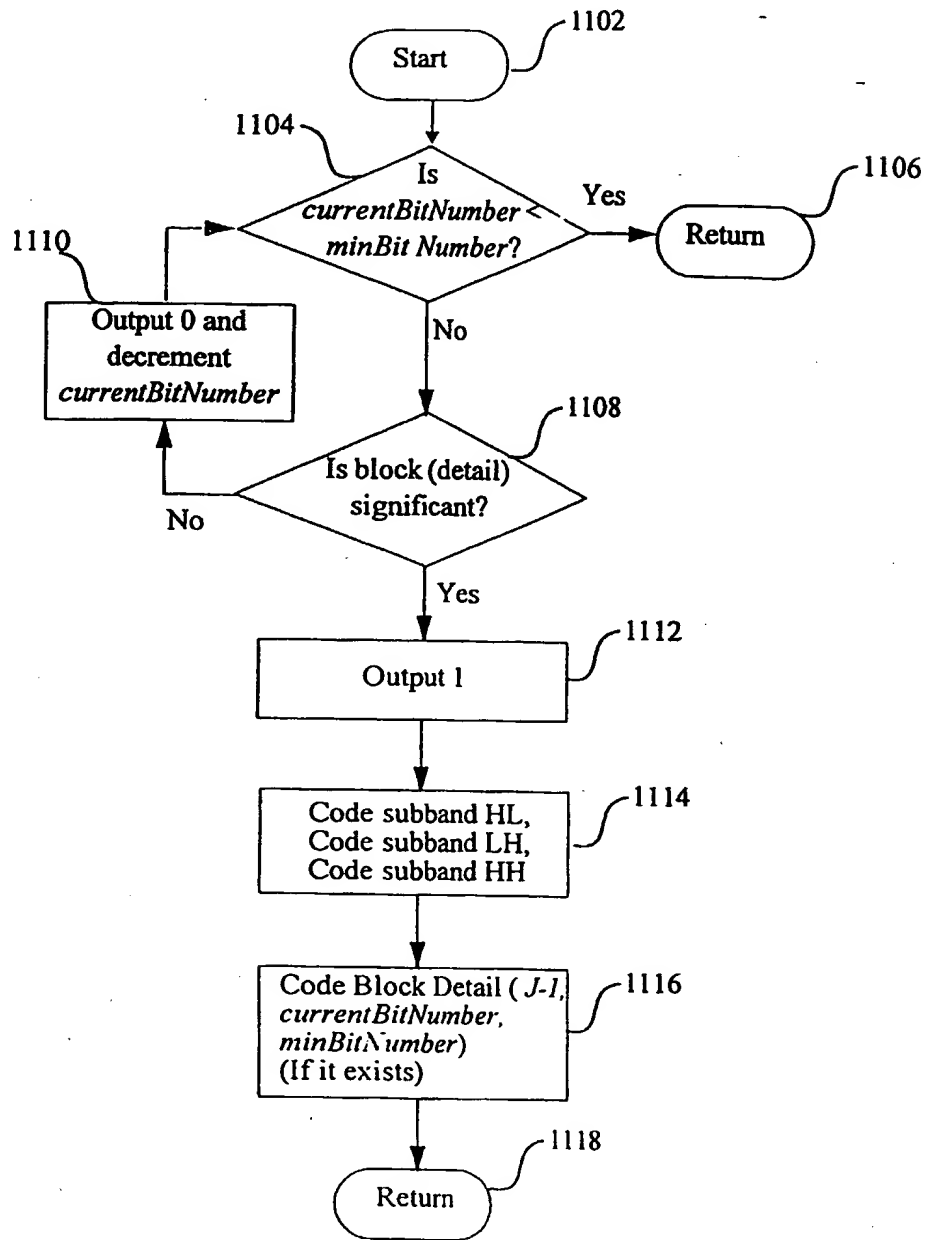 Start
1102
1104
Is
currentBitNumber <
minBit Number?
Yes
1106
Return
1110
Output 0 and
decrement
currentBitNumber
No
1108
Is block (detail)
significant?
No
Yes
1112
Output 1
1114
Code subband HL,
Code subband LH,
Code subband HH
1116
Code Block Detail ( J-1,
currentBitNumber,
minBitNumber)
(If it exists)
1118
Return